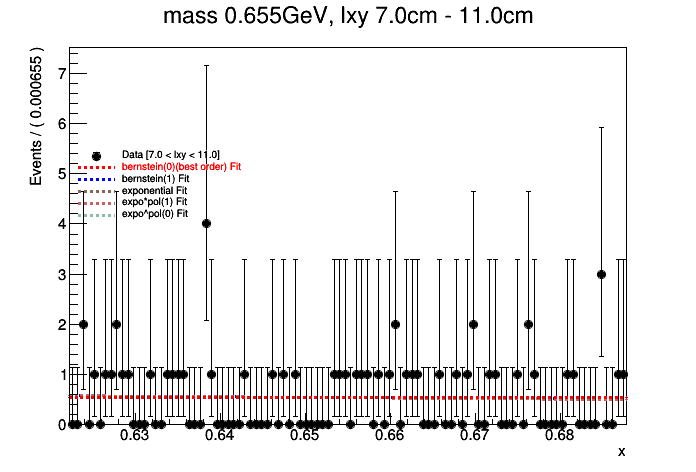 mass 0.655GeV, lxy 7.0cm - 11.0cm
Events / ( 0.000655 )
7
6
5
4
3
2
1
0
Data [7.0 < lxy < 11.0]
bernstein(0)(best order) Fit
bernstein(1) Fit
exponential Fit
expo*pol(1) Fit
expo^pol(0) Fit
0.63 0.64 0.65 0.66 0.67 0.68
x